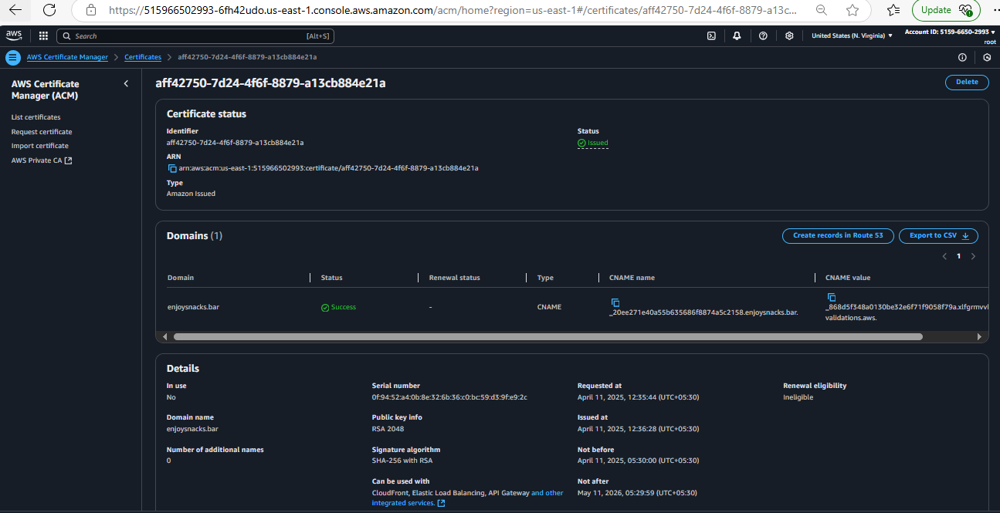 https://515966502993-6fh42udo.us-east-1.console.aws.amazon.com/acm/home?region=us-east-1#/certificates/aff42750-7d24-4f6f-8879-a13c...
Update
aws
Search
[Alt+S]
United States (N. Virginia)
Account ID: 5159-6650-2993
root
AWS Certificate Manager
Certificates
aff42750-7d24-4f6f-8879-a13cb884e21a
AWS Certificate
Manager (ACM)
List certificates
Request certificate
Import certificate
AWS Private CA
aff42750-7d24-4f6f-8879-a13cb884e21a
Delete
Certificate status
Identifier
aff42750-7d24-4f6f-8879-a13cb884e21a
Status
Issued
ARN
arn:aws:acm:us-east-1:515966502993:certificate/aff42750-7d24-4f6f-8879-a13cb884e21a
Type
Amazon Issued
Domains (1)
Create records in Route 53
Export to CSV
1
Domain
Status
Renewal status
Type
CNAME name
CNAME value
enjoysnacks.bar
Success
-
CNAME
_20ee271e40a55b635686f8874a5c2158.enjoysnacks.bar.
_868d5f348a0130be32e6f71f9058f79a.xlfgrmvvl
validations.aws.
Details
In use
No
Serial number
0f:94:52:a4:0b:8e:32:6b:36:c0:bc:59:d3:9f:e9:2c
Requested at
April 11, 2025, 12:35:44 (UTC+05:30)
Renewal eligibility
Ineligible
Domain name
enjoysnacks.bar
Public key info
RSA 2048
Issued at
April 11, 2025, 12:36:28 (UTC+05:30)
Number of additional names
0
Signature algorithm
SHA-256 with RSA
Not before
April 11, 2025, 05:30:00 (UTC+05:30)
Can be used with
CloudFront, Elastic Load Balancing, API Gateway and other
integrated services.
Not after
May 11, 2026, 05:29:59 (UTC+05:30)